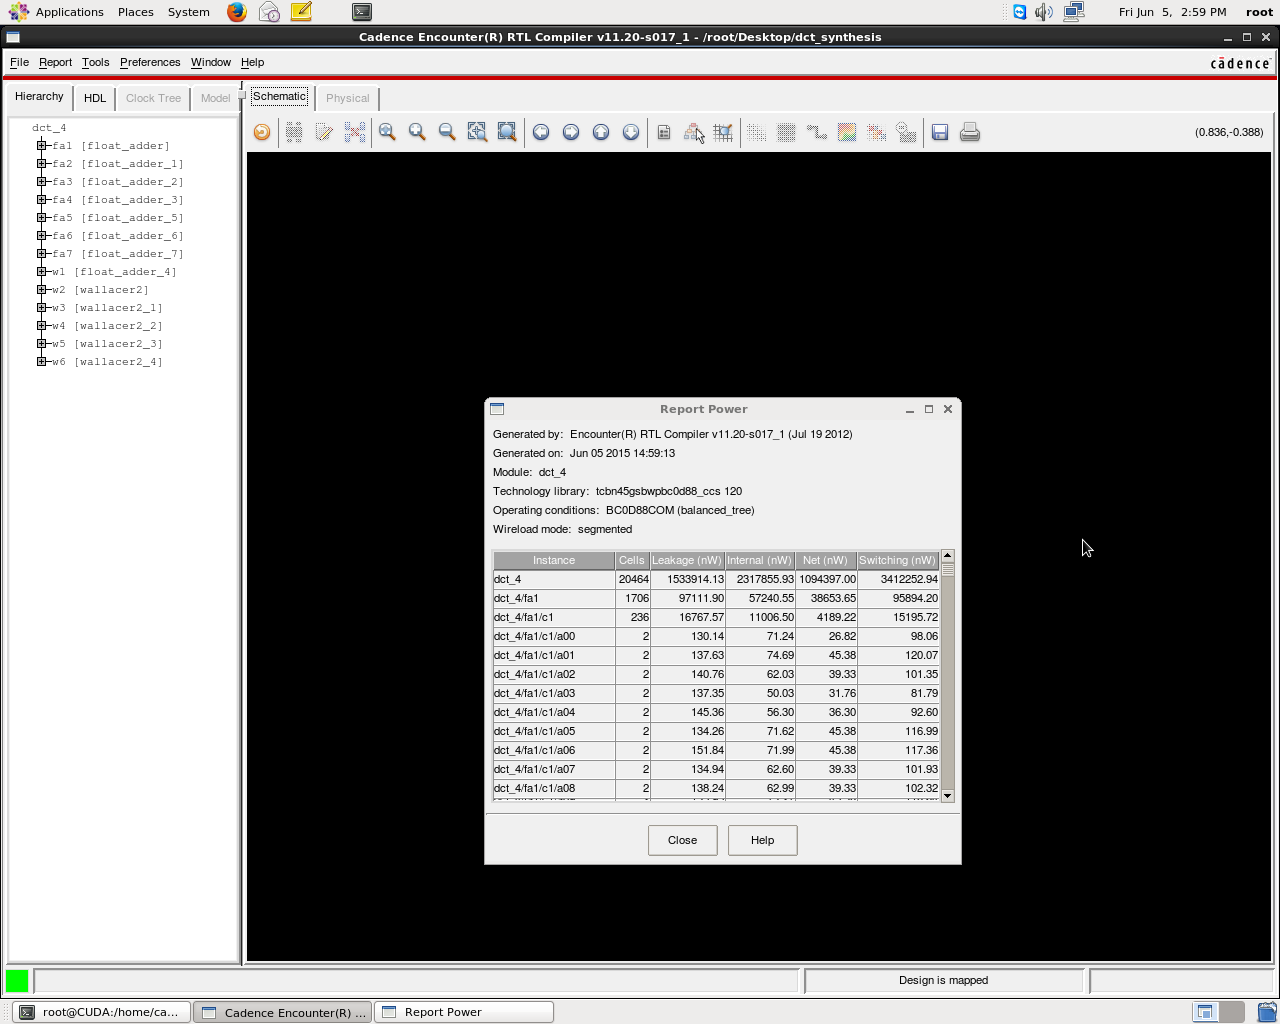 Applications Places System Fri Jun 5, 2:59 PM root
Cadence Encounter(R) RTL Compiler v11.20-s017_1 - /root/Desktop/dct_synthesis
File Report Tools Preferences Window Help cādence
Hierarchy HDL Clock Tree Model Schematic Physical
(0.836,-0.388)
dct_4
fa1 [float_adder]
fa2 [float_adder_1]
fa3 [float_adder_2]
fa4 [float_adder_3]
fa5 [float_adder_5]
fa6 [float_adder_6]
fa7 [float_adder_7]
w1 [float_adder_4]
w2 [wallacer2]
w3 [wallacer2_1]
w4 [wallacer2_2]
w5 [wallacer2_3]
w6 [wallacer2_4]
Report Power
Generated by: Encounter(R) RTL Compiler v11.20-s017_1 (Jul 19 2012)
Generated on: Jun 05 2015 14:59:13
Module: dct_4
Technology library: tcbn45gsbwpbc0d88_ccs 120
Operating conditions: BC0D88COM (balanced_tree)
Wireload mode: segmented
Instance Cells Leakage (nW) Internal (nW) Net (nW) Switching (nW)
dct_4 20464 1533914.13 2317855.93 1094397.00 3412252.94
dct_4/fa1 1706 97111.90 57240.55 38653.65 95894.20
dct_4/fa1/c1 236 16767.57 11006.50 4189.22 15195.72
dct_4/fa1/c1/a00 2 130.14 71.24 26.82 98.06
dct_4/fa1/c1/a01 2 137.63 74.69 45.38 120.07
dct_4/fa1/c1/a02 2 140.76 62.03 39.33 101.35
dct_4/fa1/c1/a03 2 137.35 50.03 31.76 81.79
dct_4/fa1/c1/a04 2 145.36 56.30 36.30 92.60
dct_4/fa1/c1/a05 2 134.26 71.62 45.38 116.99
dct_4/fa1/c1/a06 2 151.84 71.99 45.38 117.36
dct_4/fa1/c1/a07 2 134.94 62.60 39.33 101.93
dct_4/fa1/c1/a08 2 138.24 62.99 39.33 102.32
Close Help
Design is mapped
root@CUDA:/home/ca... Cadence Encounter(R) ... Report Power